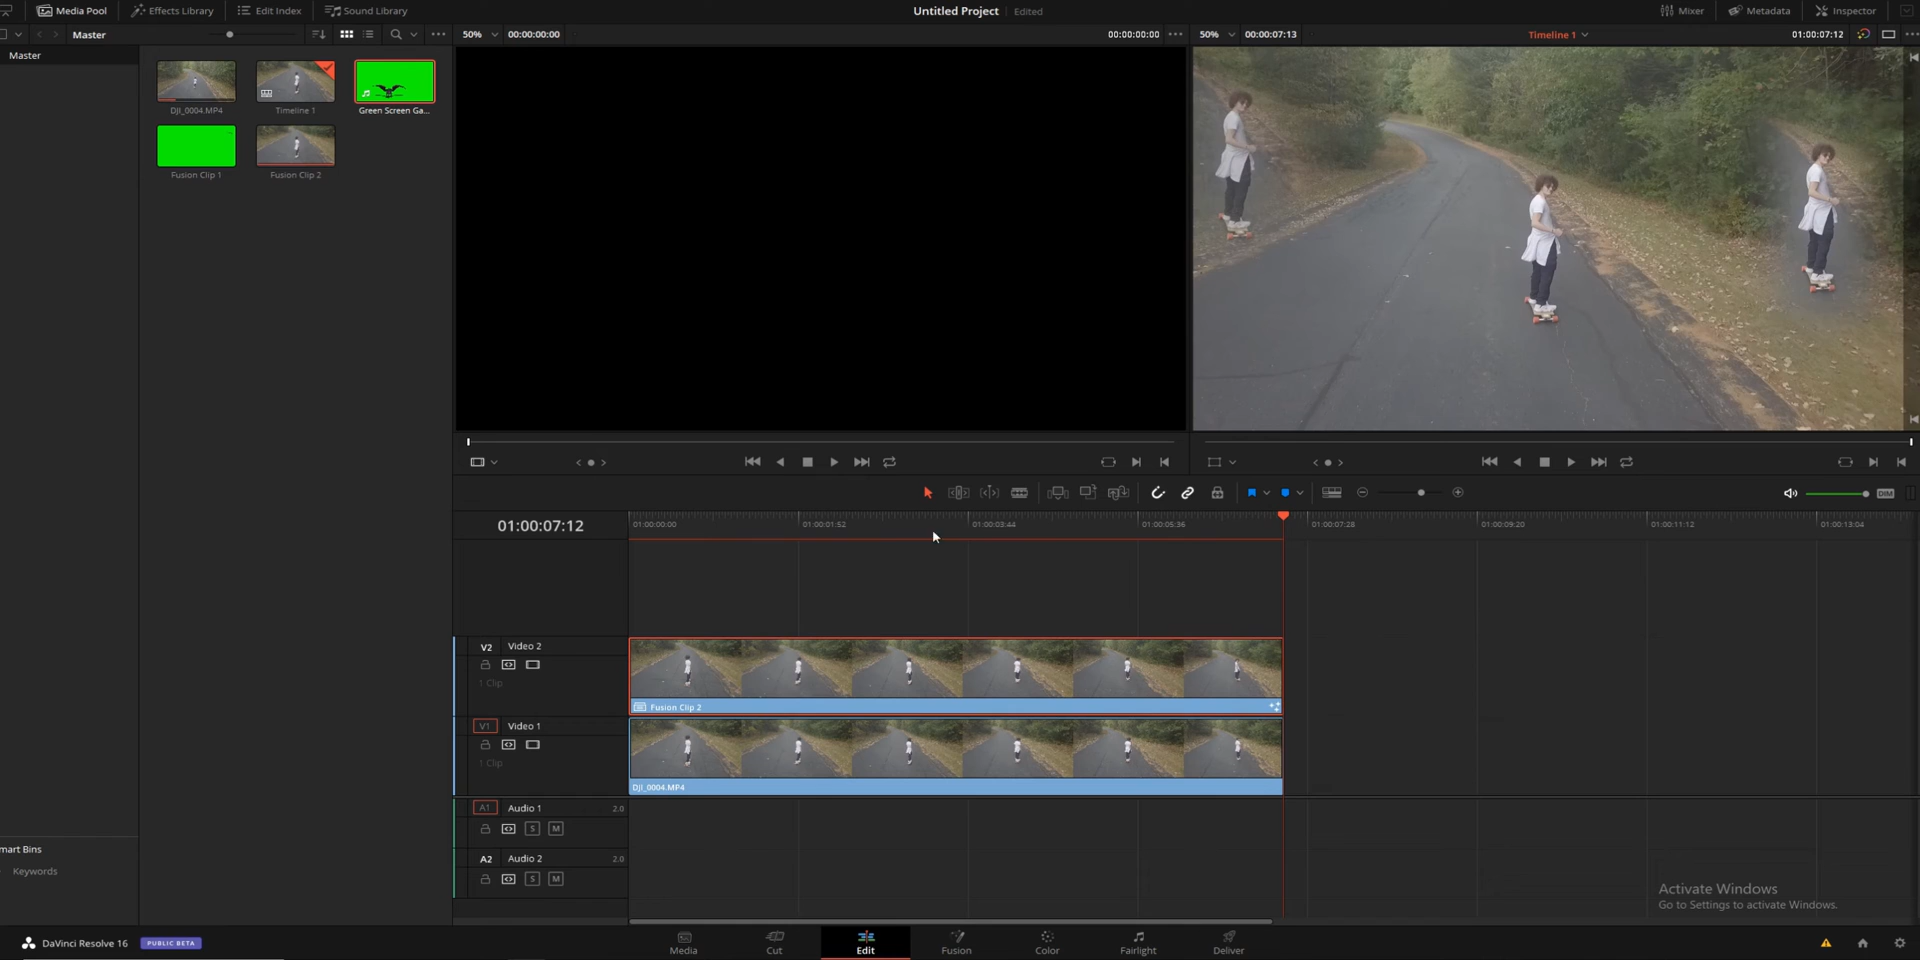 Media Pool
Effects Library
Edit Index
Sound Library
Untitled Project
Edited
Mixer
Metadata
Inspector
Master
50%
00:00:00:00
00:00:00:00
50%
00:00:07:13
Timeline 1
01:00:07:12
Master
DJI_0004.MP4
Timeline 1
Green Screen Ga...
Fusion Clip 1
Fusion Clip 2
DIM
01:00:07:12
01:00:00:00
01:00:01:52
01:00:03:44
01:00:05:36
01:00:07:28
01:00:09:20
01:00:11:12
01:00:13:04
V2
Video 2
1 Clip
Fusion Clip 2
V1
Video 1
1 Clip
DJI_0004.MP4
A1
Audio 1
2.0
S
M
A2
Audio 2
2.0
S
M
mart Bins
Keywords
Activate Windows
Go to Settings to activate Windows.
DaVinci Resolve 16
PUBLIC BETA
Media
Cut
Edit
Fusion
Color
Fairlight
Deliver